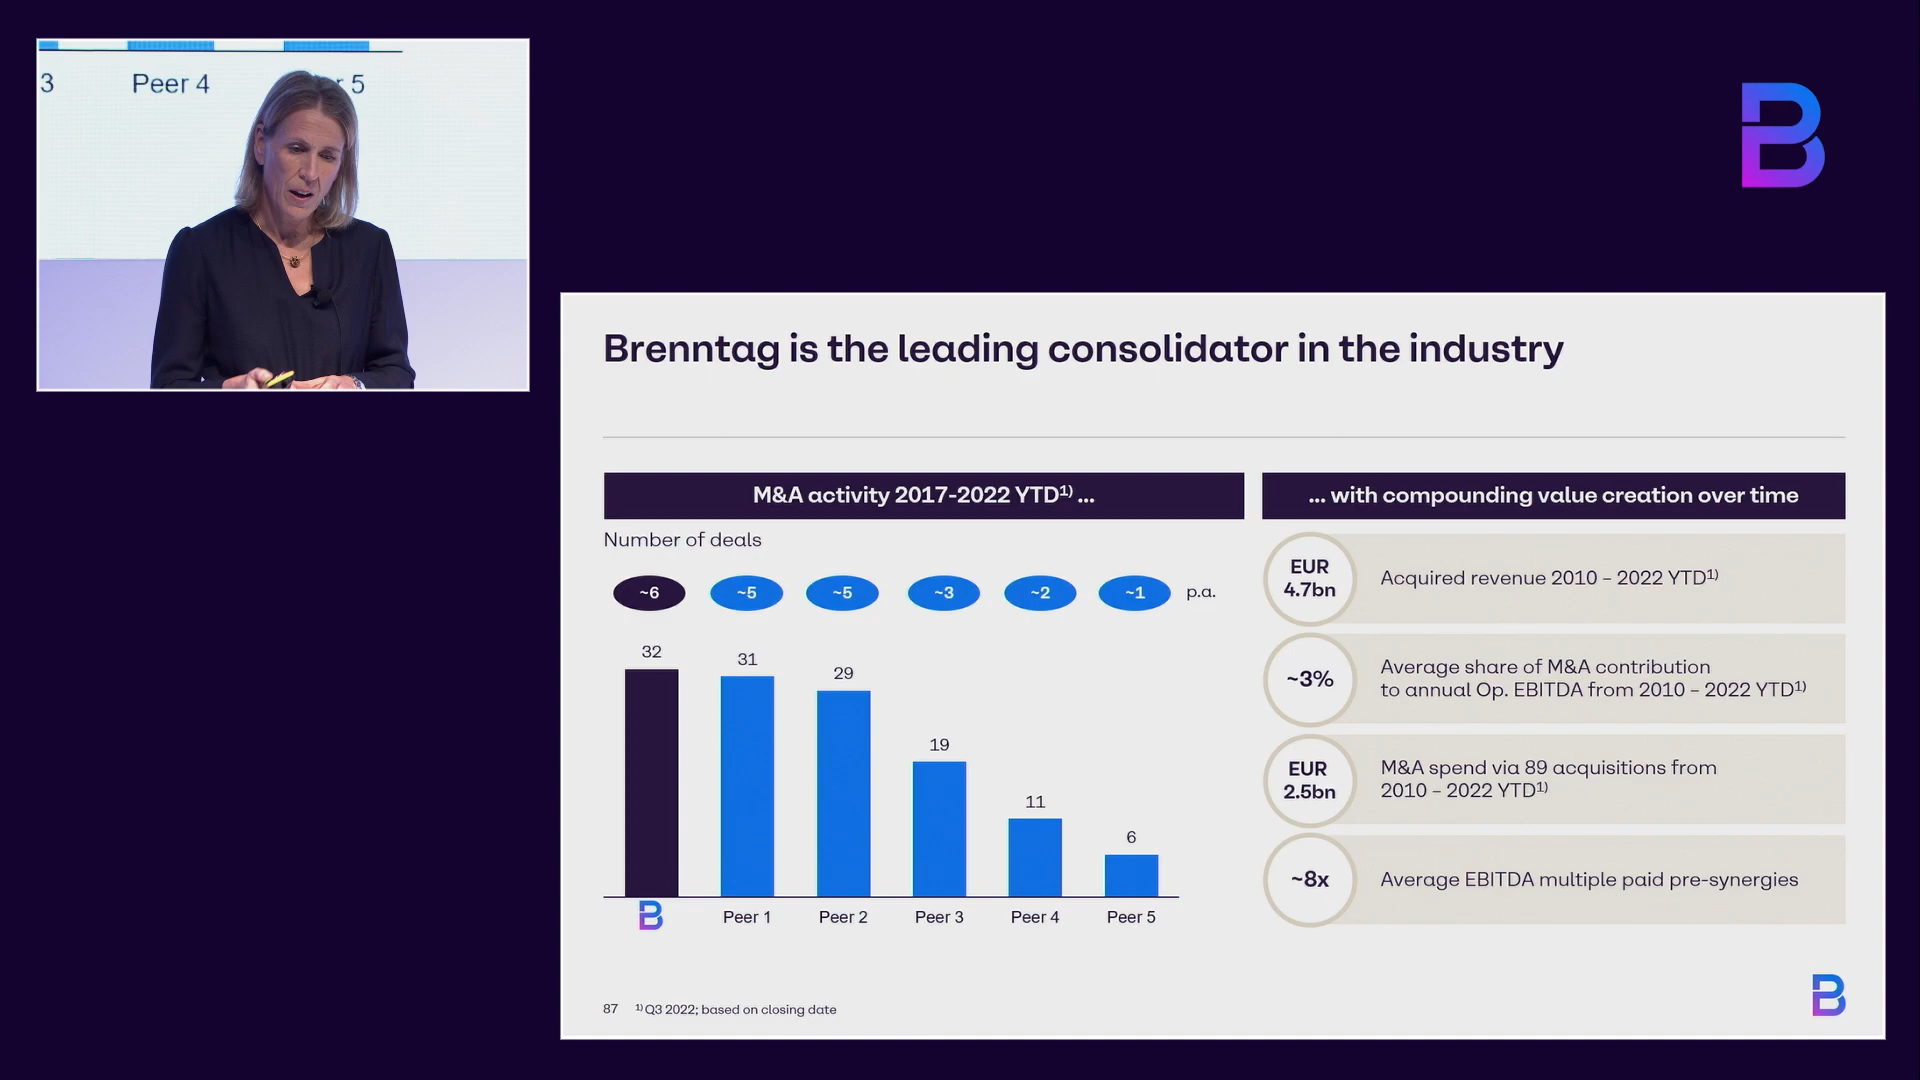 3
Peer 4
r 5
Brenntag is the leading consolidator in the industry
M&A activity 2017-2022 YTD¹⁾ ...
Number of deals
~6
~5
~5
~3
~2
~1
p.a.
32
31
29
19
11
6
Peer 1
Peer 2
Peer 3
Peer 4
Peer 5
... with compounding value creation over time
EUR
4.7bn
Acquired revenue 2010 – 2022 YTD¹⁾
~3%
Average share of M&A contribution
to annual Op. EBITDA from 2010 – 2022 YTD¹⁾
EUR
2.5bn
M&A spend via 89 acquisitions from
2010 – 2022 YTD¹⁾
~8x
Average EBITDA multiple paid pre-synergies
87
¹⁾ Q3 2022; based on closing date